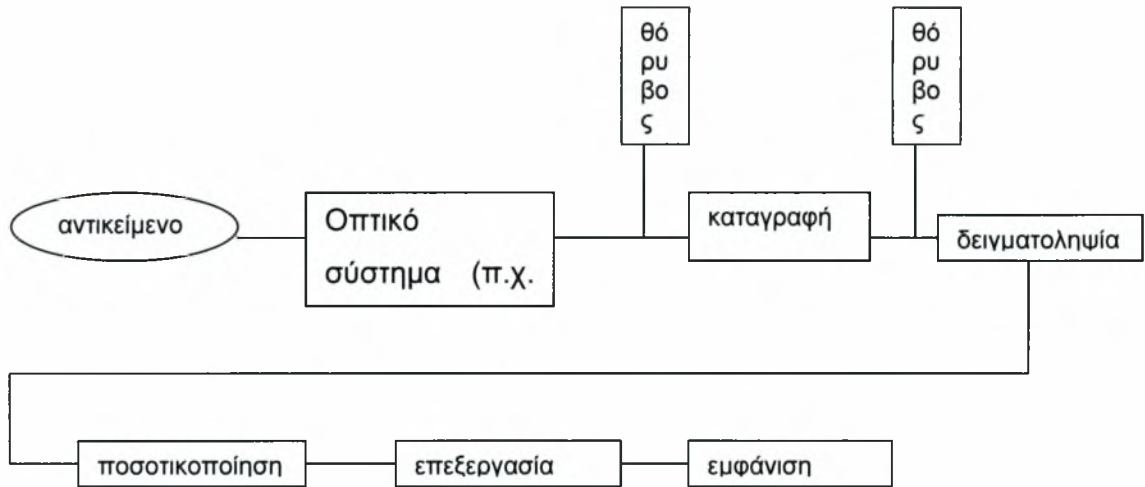 θό
ρυ
βο
ς
θό
ρυ
βο
ς
αντικείμενο
Οπτικό
σύστημα (π.χ.
καταγραφή
δειγματοληψία
ποσοτικοποίηση
επεξεργασία
εμφάνιση